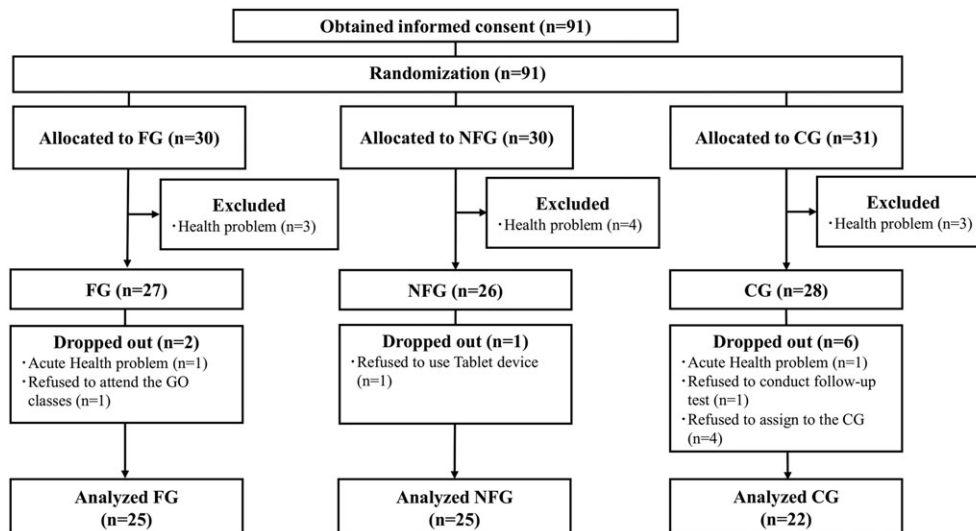 Obtained informed consent (n=91)
Randomization (n=91)
Allocated to FG (n=30)
Allocated to NFG (n=30)
Allocated to CG (n=31)
Excluded
・Health problem (n=3)
Excluded
・Health problem (n=4)
Excluded
・Health problem (n=3)
FG (n=27)
NFG (n=26)
CG (n=28)
Dropped out (n=2)
・Acute Health problem (n=1)
・Refused to attend the GO
classes (n=1)
Dropped out (n=1)
・Refused to use Tablet device
(n=1)
Dropped out (n=6)
・Acute Health problem (n=1)
・Refused to conduct follow-up
test (n=1)
・Refused to assign to the CG
(n=4)
Analyzed FG
(n=25)
Analyzed NFG
(n=25)
Analyzed CG
(n=22)